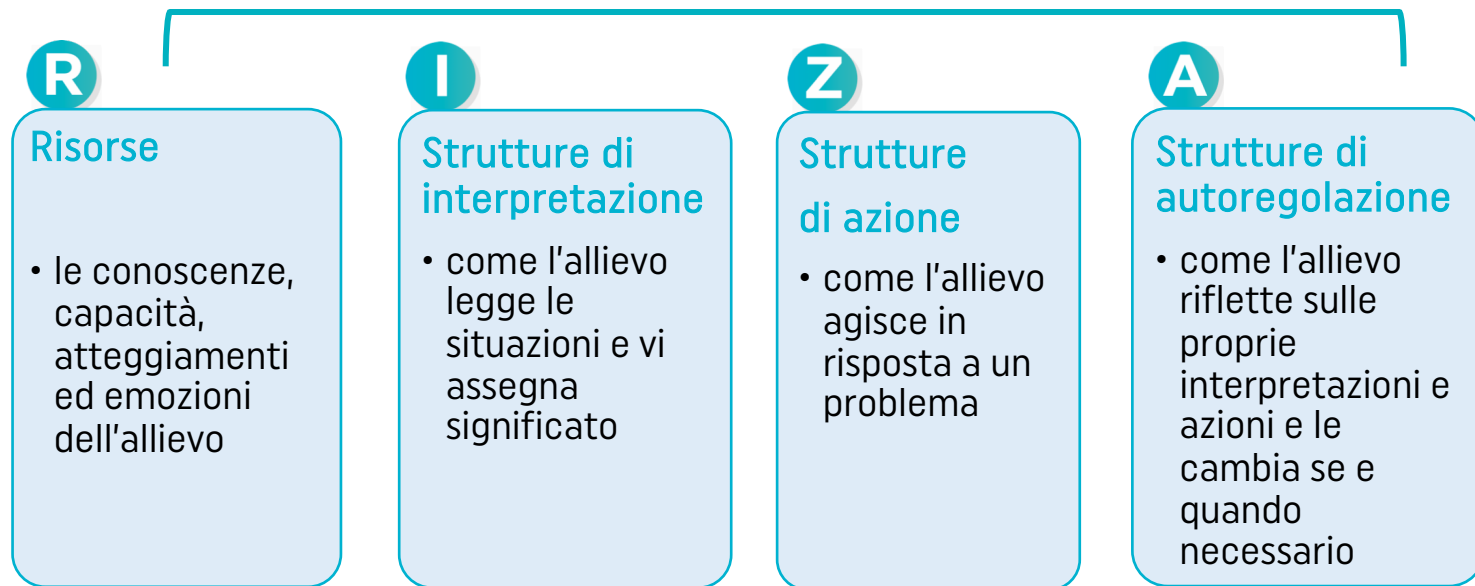 R
Risorse
• le conoscenze,
capacità,
atteggiamenti
ed emozioni
dell'allievo
I
Strutture di
interpretazione
• come l'allievo
legge le
situazioni e vi
assegna
significato
Z
Strutture
di azione
• come l'allievo
agisce in
risposta a un
problema
A
Strutture di
autoregolazione
• come l'allievo
riflette sulle
proprie
interpretazioni e
azioni e le
cambia se e
quando
necessario